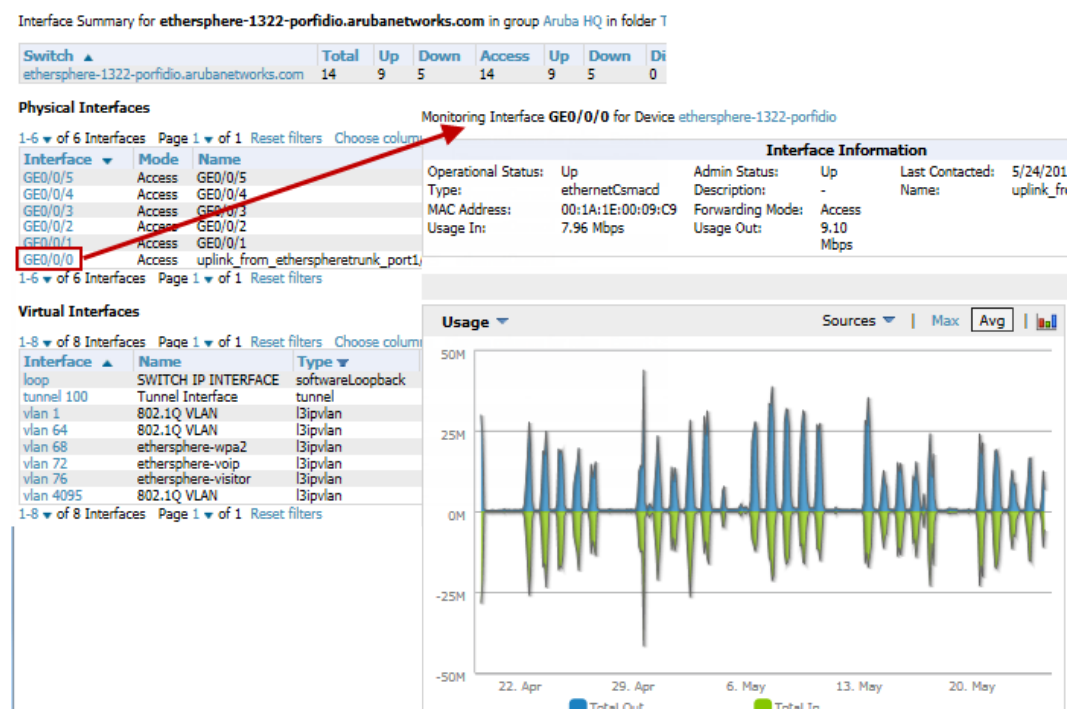 Interface Summary for ethersphere-1322-porfidio.arubanetworks.com in group Aruba HQ in folder T
Switch ▲ Total Up Down Access Up Down Di
ethersphere-1322-porfidio.arubanetworks.com 14 9 5 14 9 5 0
Physical Interfaces
1-6 ▼ of 6 Interfaces Page 1 ▼ of 1 Reset filters Choose colum
Interface ▼ Mode Name
GE0/0/5 Access GE0/0/5
GE0/0/4 Access GE0/0/4
GE0/0/3 Access GE0/0/3
GE0/0/2 Access GE0/0/2
GE0/0/1 Access GE0/0/1
GE0/0/0 Access uplink_from_etherspheretrunk_port1/
1-6 ▼ of 6 Interfaces Page 1 ▼ of 1 Reset filters
Virtual Interfaces
1-8 ▼ of 8 Interfaces Page 1 ▼ of 1 Reset filters Choose colum
Interface ▲ Name Type
loop SWITCH IP INTERFACE softwareLoopback
tunnel 100 Tunnel Interface tunnel
vlan 1 802.1Q VLAN l3ipvlan
vlan 64 802.1Q VLAN l3ipvlan
vlan 68 ethersphere-wpa2 l3ipvlan
vlan 72 ethersphere-voip l3ipvlan
vlan 76 ethersphere-visitor l3ipvlan
vlan 4095 802.1Q VLAN l3ipvlan
1-8 ▼ of 8 Interfaces Page 1 ▼ of 1 Reset filters
Monitoring Interface GE0/0/0 for Device ethersphere-1322-porfidio
Interface Information
Operational Status: Up Admin Status: Up Last Contacted: 5/24/201
Type: ethernetCsmacd Description: - Name: uplink_fr
MAC Address: 00:1A:1E:00:09:C9 Forwarding Mode: Access
Usage In: 7.96 Mbps Usage Out: 9.10
Mbps
Usage ▼ Sources ▼ | Max Avg |
50M
25M
0M
-25M
-50M
22. Apr 29. Apr 6. May 13. May 20. May
Total Out Total In